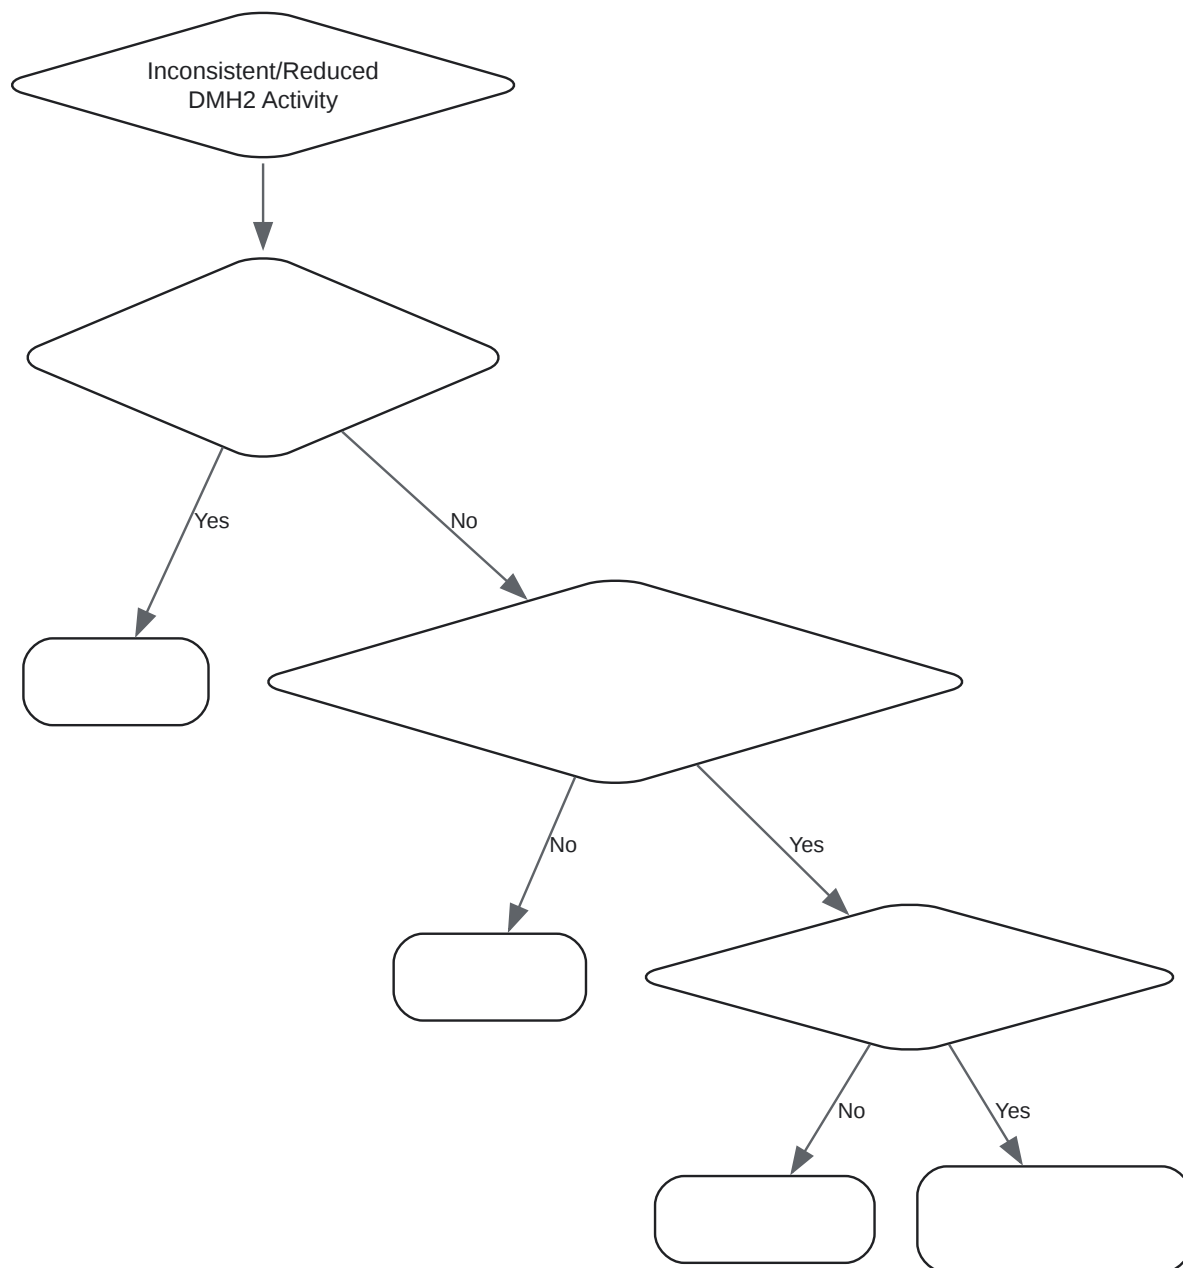 Inconsistent/Reduced
DMH2 Activity
Yes
No
No
Yes
No
Yes